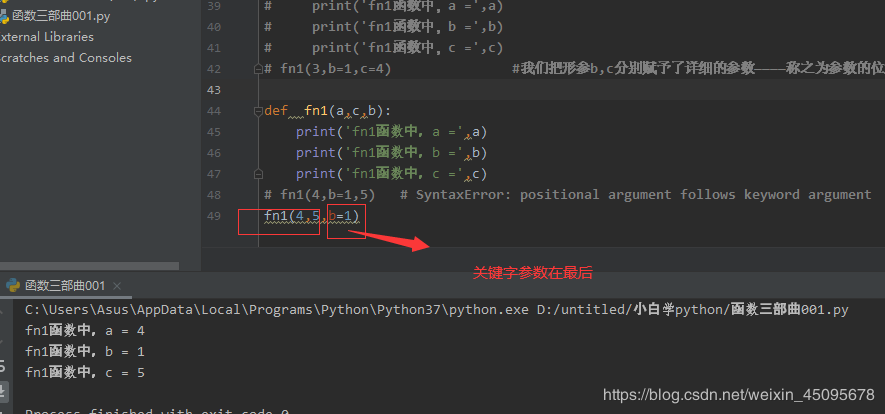 函数三部曲001.py
xternal Libraries
cratches and Consoles
39 #     print('fn1函数中，a =',a)
40 #     print('fn1函数中，b =',b)
41 #     print('fn1函数中，c =',c)
42 # fn1(3,b=1,c=4)               #我们把形参b,c分别赋予了详细的参数————称之为参数的位
43
44 def  fn1(a,c,b):
45     print('fn1函数中，a =',a)
46     print('fn1函数中，b =',b)
47     print('fn1函数中，c =',c)
48 # fn1(4,b=1,5)   # SyntaxError: positional argument follows keyword argument
49 fn1(4,5,b=1)
关键字参数在最后
函数三部曲001 ×
C:\Users\Asus\AppData\Local\Programs\Python\Python37\python.exe D:/untitled/小白学python/函数三部曲001.py
fn1函数中，a = 4
fn1函数中，b = 1
fn1函数中，c = 5
Process finished with exit code 0
https://blog.csdn.net/weixin_45095678